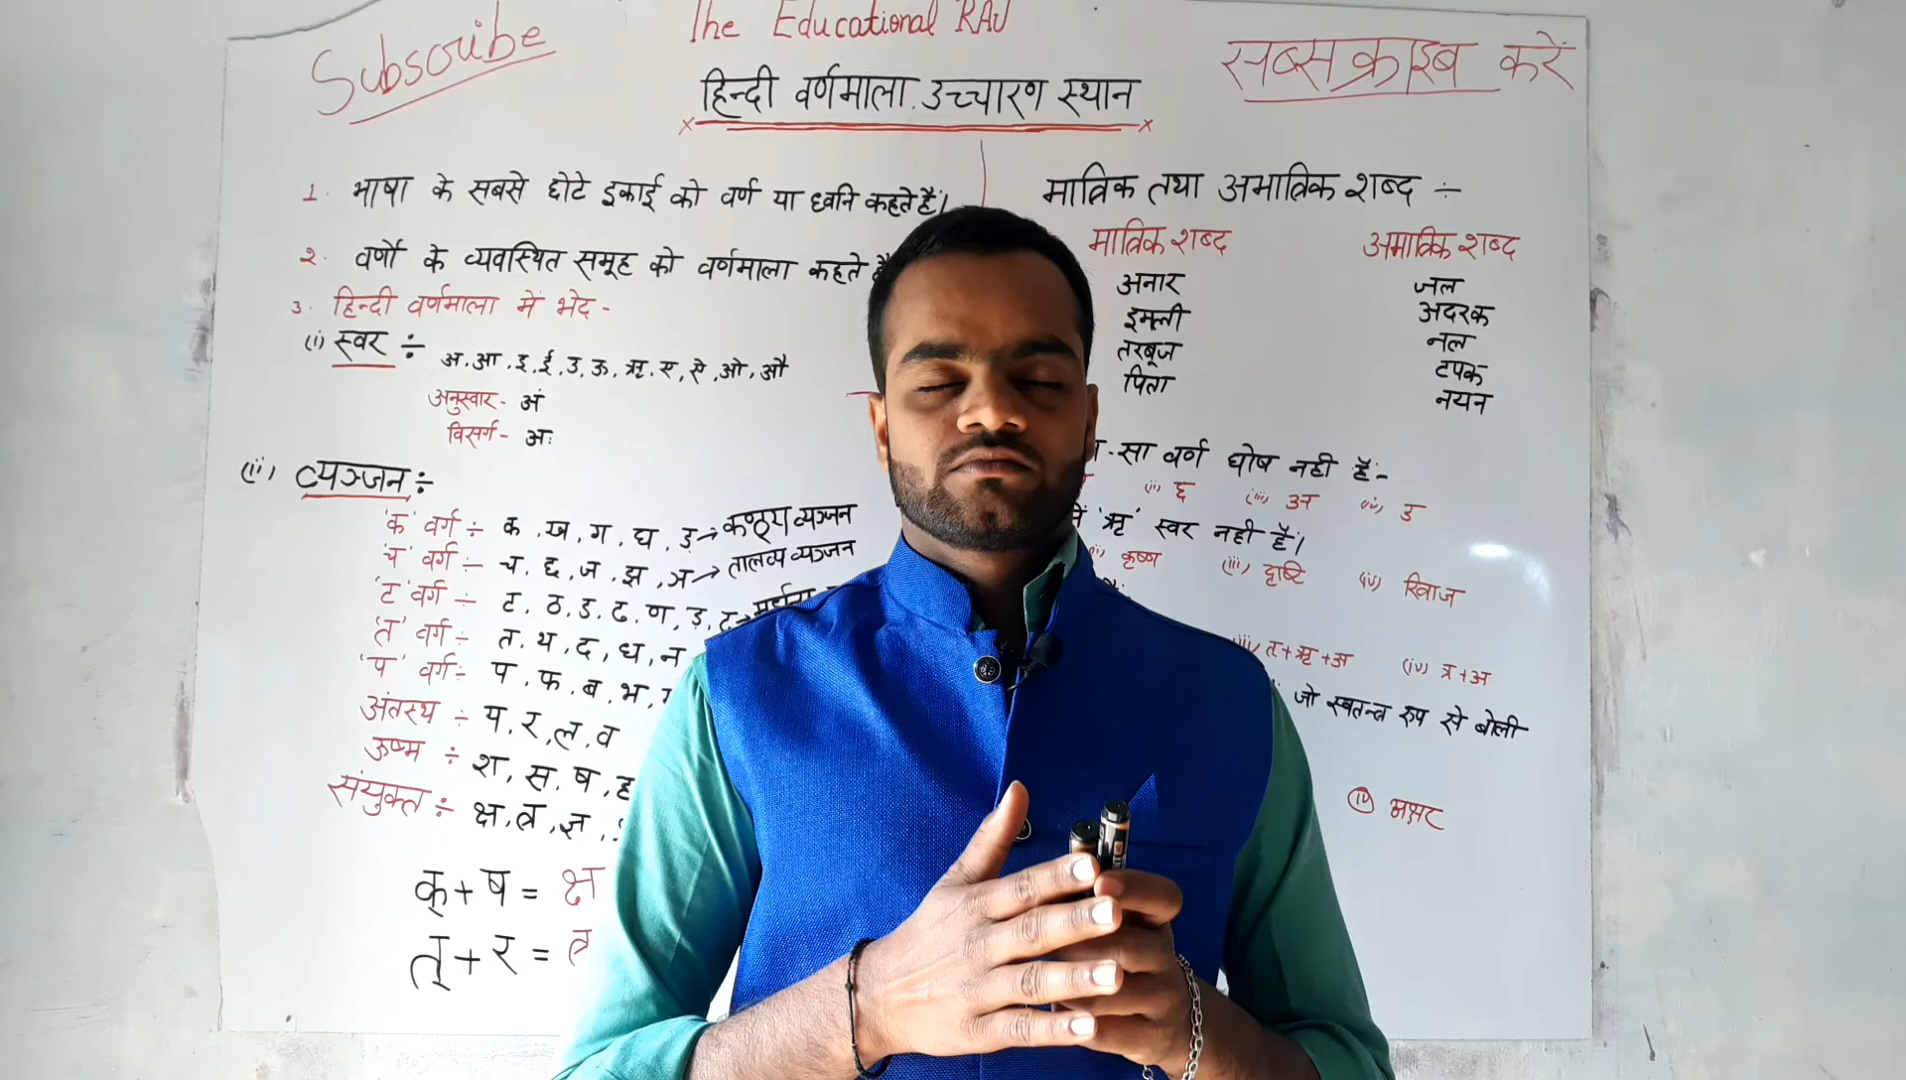 Subscribe
The Educational RAJ
सब्सक्राइब करें
हिन्दी वर्णमाला. उच्चारण स्थान
1. भाषा के सबसे छोटे इकाई को वर्ण या ध्वनि कहते हैं।
२. वर्णों के व्यवस्थित समूह को वर्णमाला कहते
3. हिन्दी वर्णमाला में भेद -
(i) स्वर ÷ अ, आ, इ, ई, उ, ऊ, ऋ, ए, ऐ, ओ, औ
अनुस्वार - अं
विसर्ग - अः
(ii) व्यञ्जन ÷
'क' वर्ग ÷ क, ख, ग, घ, ङ → कण्ठ्य व्यञ्जन
'च' वर्ग ÷ च, छ, ज, झ, ञ → तालव्य व्यञ्जन
'ट' वर्ग ÷ ट, ठ, ड, ढ, ण, ड़, ढ़ →
'त' वर्ग ÷ त, थ, द, ध, न
'प' वर्ग ÷ प, फ, ब, भ,
अंतस्थ ÷ य, र, ल, व
ऊष्म ÷ श, स, ष, ह
संयुक्त ÷ क्ष, त्र, ज्ञ,
क् + ष = क्ष
त् + र = त्र
मात्रिक तथा अमात्रिक शब्द ÷
मात्रिक शब्द अमात्रिक शब्द
अनार जल
इमली अदरक
तरबूज नल
पिता टपक
नयन
सा वर्ण घोष नही हैं:-
(ii) छ (iii) अ (iv) ड
में 'ऋ' स्वर नही हैं।
(ii) कृष्ण (iii) दृष्टि (iv) रिवाज
(iii) त + ऋ + अ (iv) त्र + अ
जो स्वतन्त्र रुप से बोली
(iv)